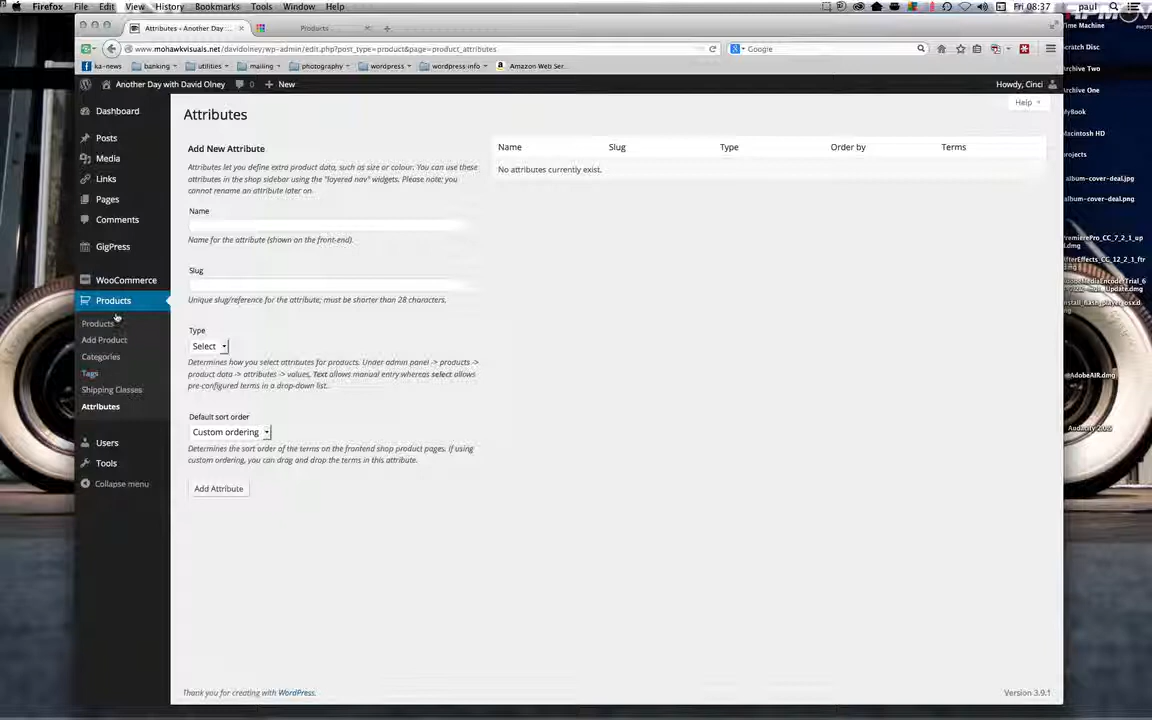 Firefox File Edit View History Bookmarks Tools Window Help Fri 08:37 paul
Attributes - Another Day ... Products
www.mohawkvisuals.net/davidolney/wp-admin/edit.php?post_type=product&page=product_attributes Google
ka-news banking utilities mailing photography wordpress wordpress-info Amazon Web Ser...
Another Day with David Olney 0 + New Howdy, Cinci
Help
Dashboard
Posts
Media
Links
Pages
Comments
GigPress
WooCommerce
Products
Products
Add Product
Categories
Tags
Shipping Classes
Attributes
Users
Tools
Collapse menu
Attributes
Add New Attribute
Attributes let you define extra product data, such as size or colour. You can use these
attributes in the shop sidebar using the "layered nav" widgets. Please note: you
cannot rename an attribute later on.
Name
Name for the attribute (shown on the front-end).
Slug
Unique slug/reference for the attribute; must be shorter than 28 characters.
Type
Select
Determines how you select attributes for products. Under admin panel -> products ->
product data -> attributes -> values, Text allows manual entry whereas select allows
pre-configured terms in a drop-down list.
Default sort order
Custom ordering
Determines the sort order of the terms on the frontend shop product pages. If using
custom ordering, you can drag and drop the terms in this attribute.
Add Attribute
Name Slug Type Order by Terms
No attributes currently exist.
Thank you for creating with WordPress.
Version 3.9.1
Time Machine
Scratch Disc
Archive Two
Archive One
MyBook
Macintosh HD
projects
album-cover-deal.jpg
album-cover-deal.png
PremierePro_CC_7_2_1_up
.dmg
AfterEffects_CC_12_2_1_ftr
AdobeMediaEncoderTrial_6
install_flash_player_osx.d
AdobeAIR.dmg